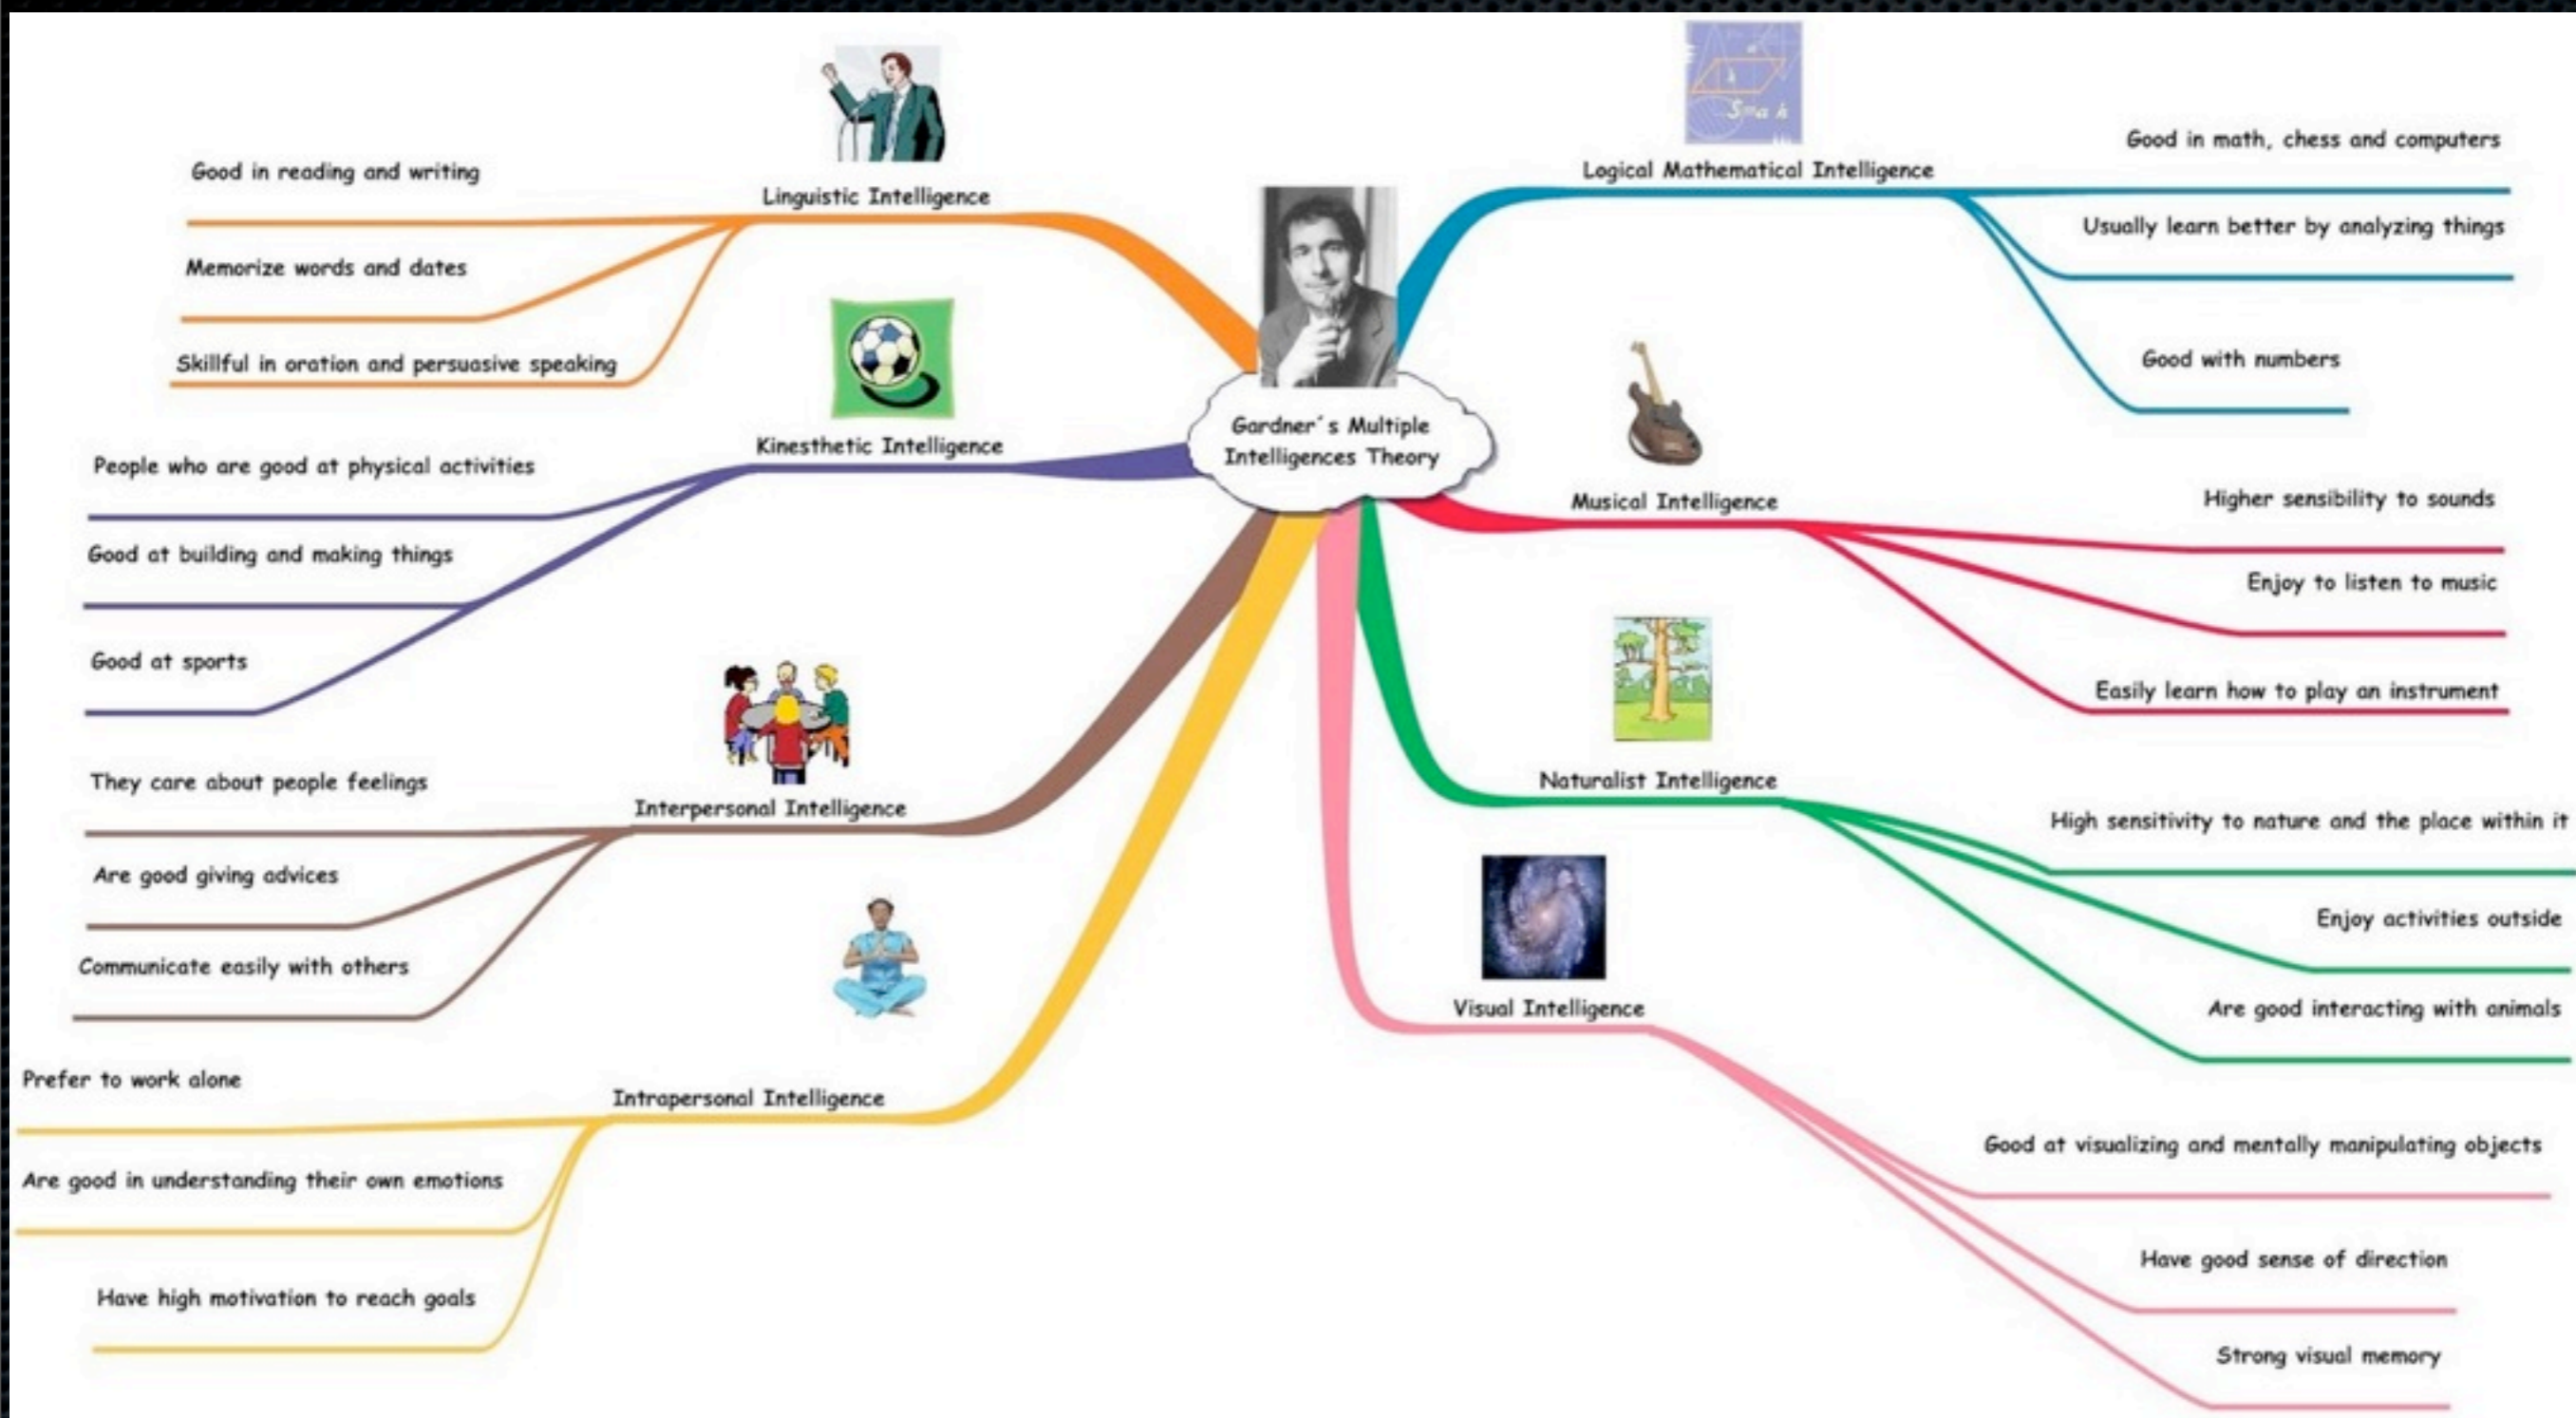 Gardner´s Multiple
Intelligences Theory
Linguistic Intelligence
Good in reading and writing
Memorize words and dates
Skillful in oration and persuasive speaking
Kinesthetic Intelligence
People who are good at physical activities
Good at building and making things
Good at sports
Interpersonal Intelligence
They care about people feelings
Are good giving advices
Communicate easily with others
Intrapersonal Intelligence
Prefer to work alone
Are good in understanding their own emotions
Have high motivation to reach goals
Logical Mathematical Intelligence
Good in math, chess and computers
Usually learn better by analyzing things
Good with numbers
Musical Intelligence
Higher sensibility to sounds
Enjoy to listen to music
Easily learn how to play an instrument
Naturalist Intelligence
High sensitivity to nature and the place within it
Enjoy activities outside
Are good interacting with animals
Visual Intelligence
Good at visualizing and mentally manipulating objects
Have good sense of direction
Strong visual memory